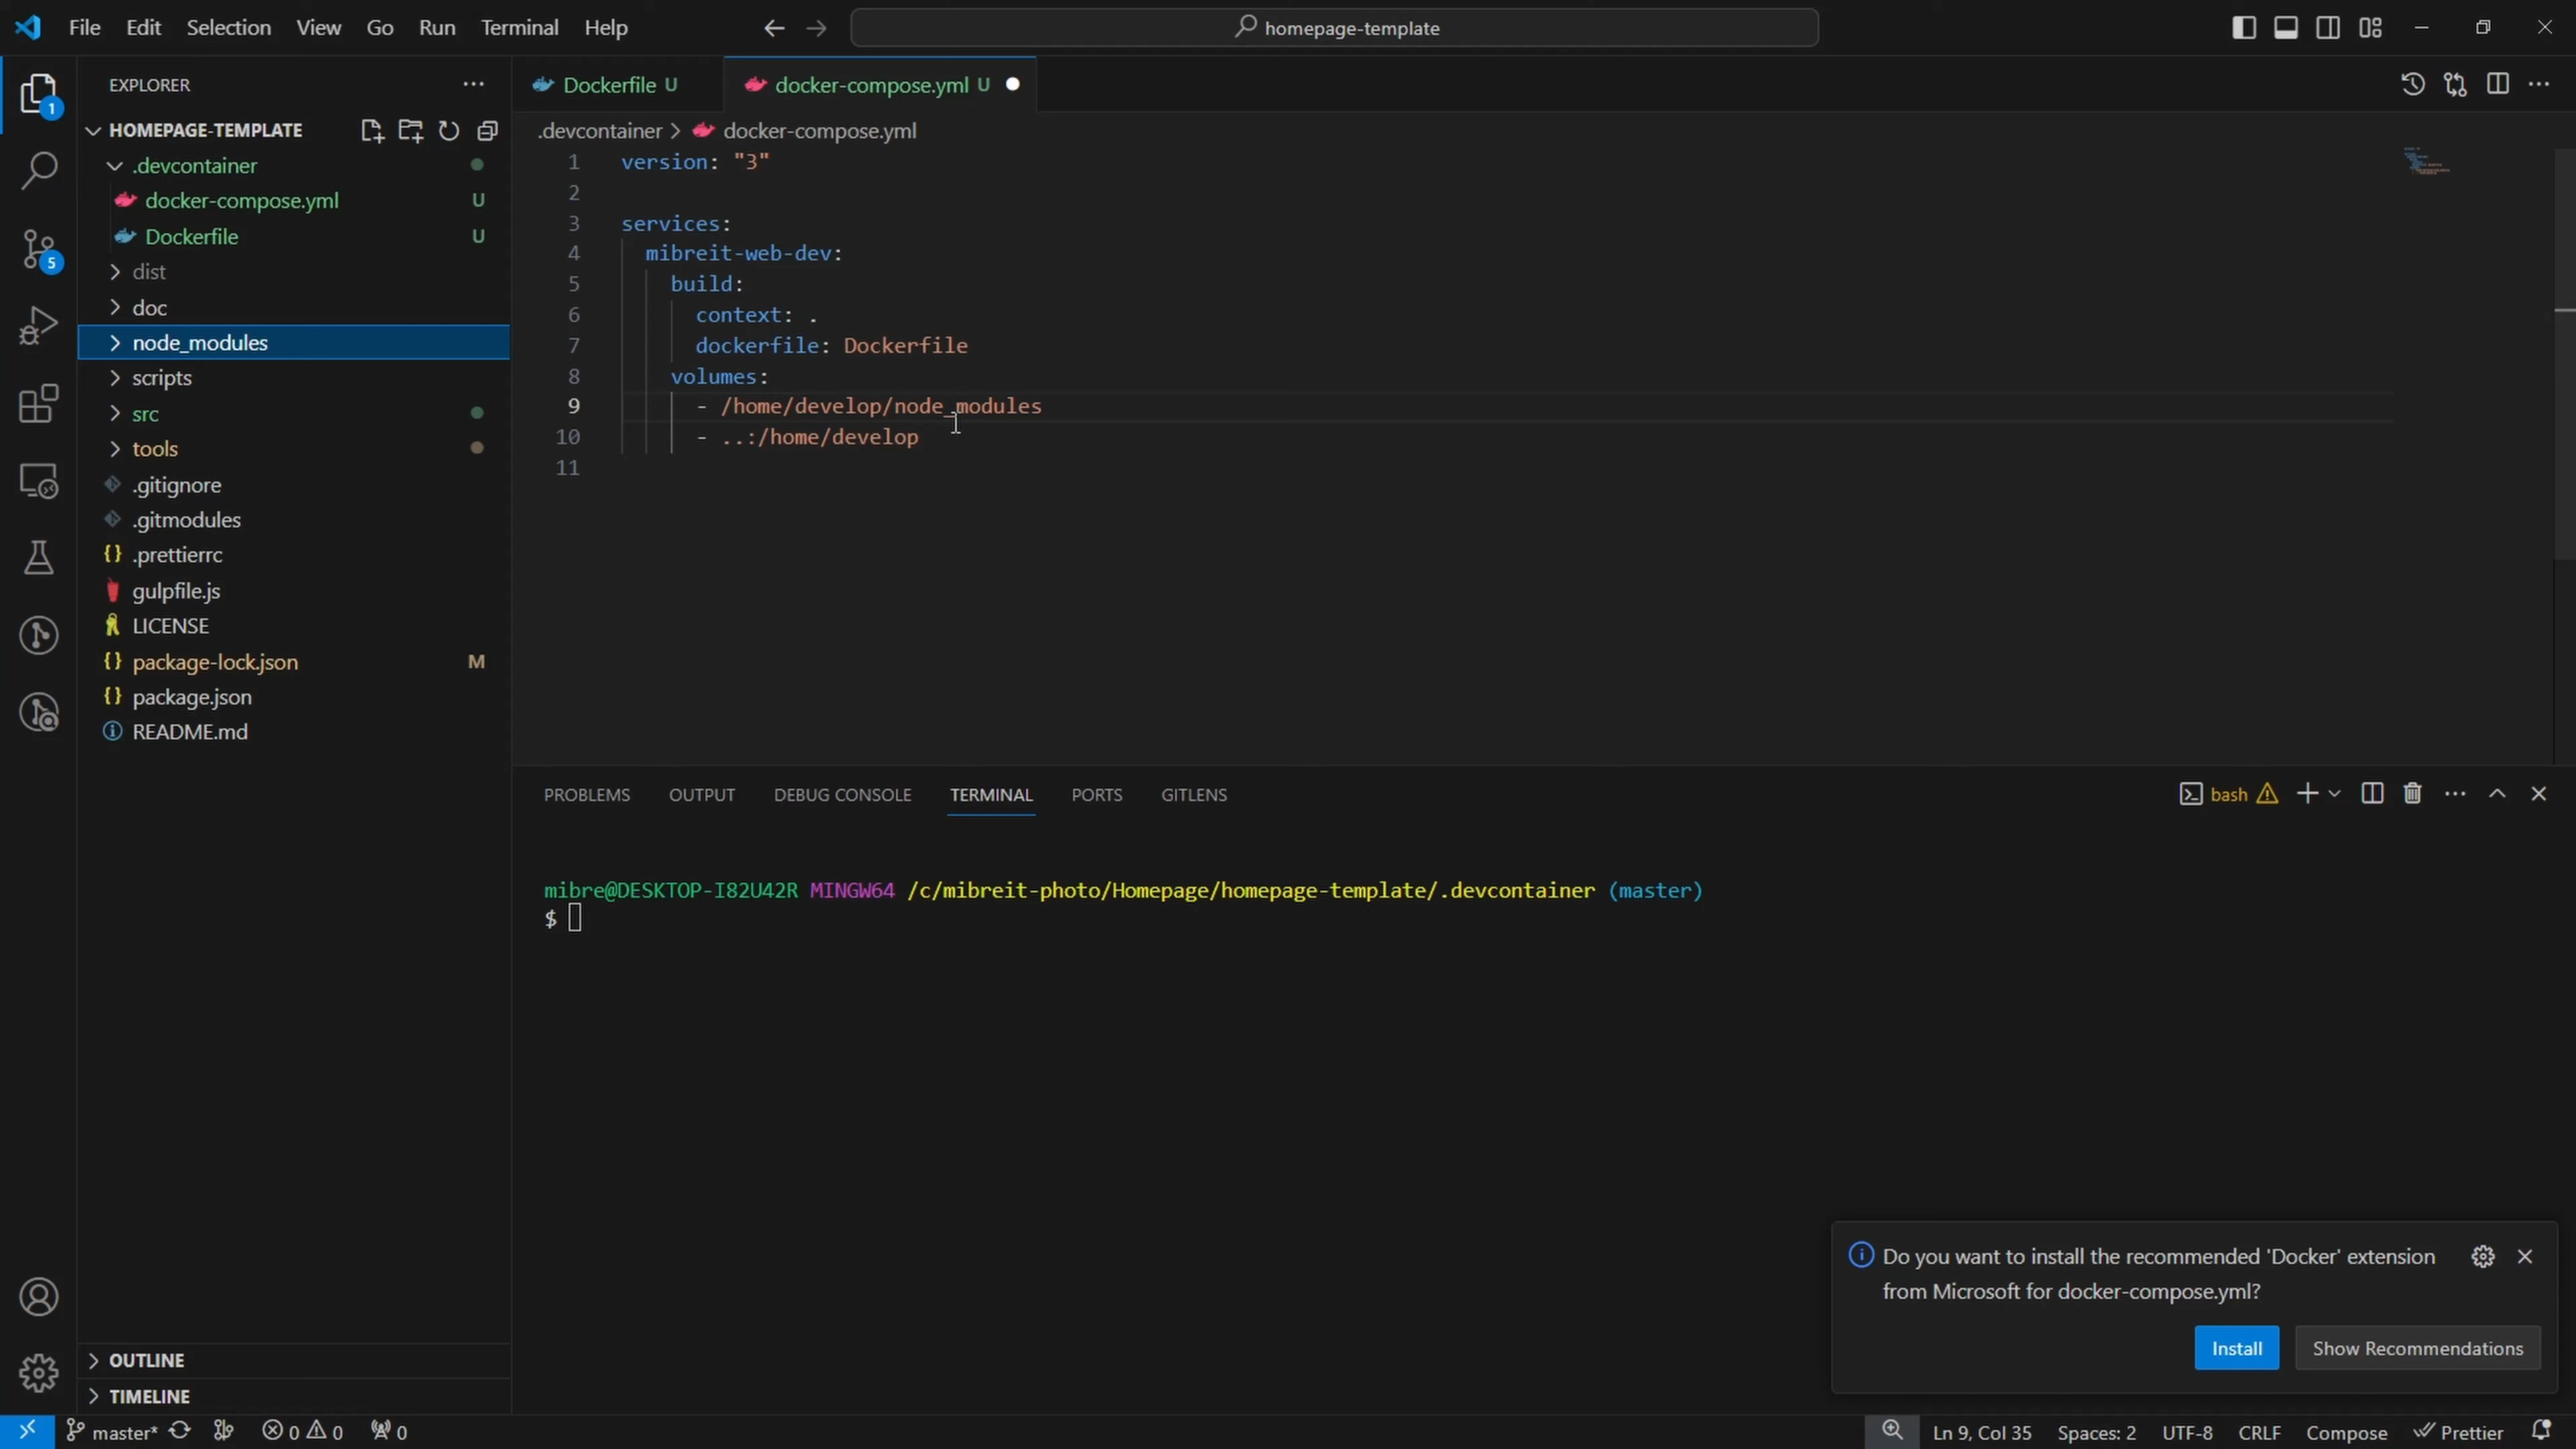 File Edit Selection View Go Run Terminal Help
homepage-template
EXPLORER
HOMEPAGE-TEMPLATE
.devcontainer
docker-compose.yml U
Dockerfile U
dist
doc
node_modules
scripts
src
tools
.gitignore
.gitmodules
.prettierrc
gulpfile.js
LICENSE
package-lock.json M
package.json
README.md
OUTLINE
TIMELINE
1
5
Dockerfile U docker-compose.yml U
.devcontainer > docker-compose.yml
1 version: "3"
2
3 services:
4 mibreit-web-dev:
5 build:
6 context: .
7 dockerfile: Dockerfile
8 volumes:
9 - /home/develop/node_modules
10 - ..:/home/develop
11
PROBLEMS OUTPUT DEBUG CONSOLE TERMINAL PORTS GITLENS
bash
mibre@DESKTOP-I82U42R MINGW64 /c/mibreit-photo/Homepage/homepage-template/.devcontainer (master)
$
Do you want to install the recommended 'Docker' extension
from Microsoft for docker-compose.yml?
Install Show Recommendations
master* 0 0 0 Ln 9, Col 35 Spaces: 2 UTF-8 CRLF Compose Prettier